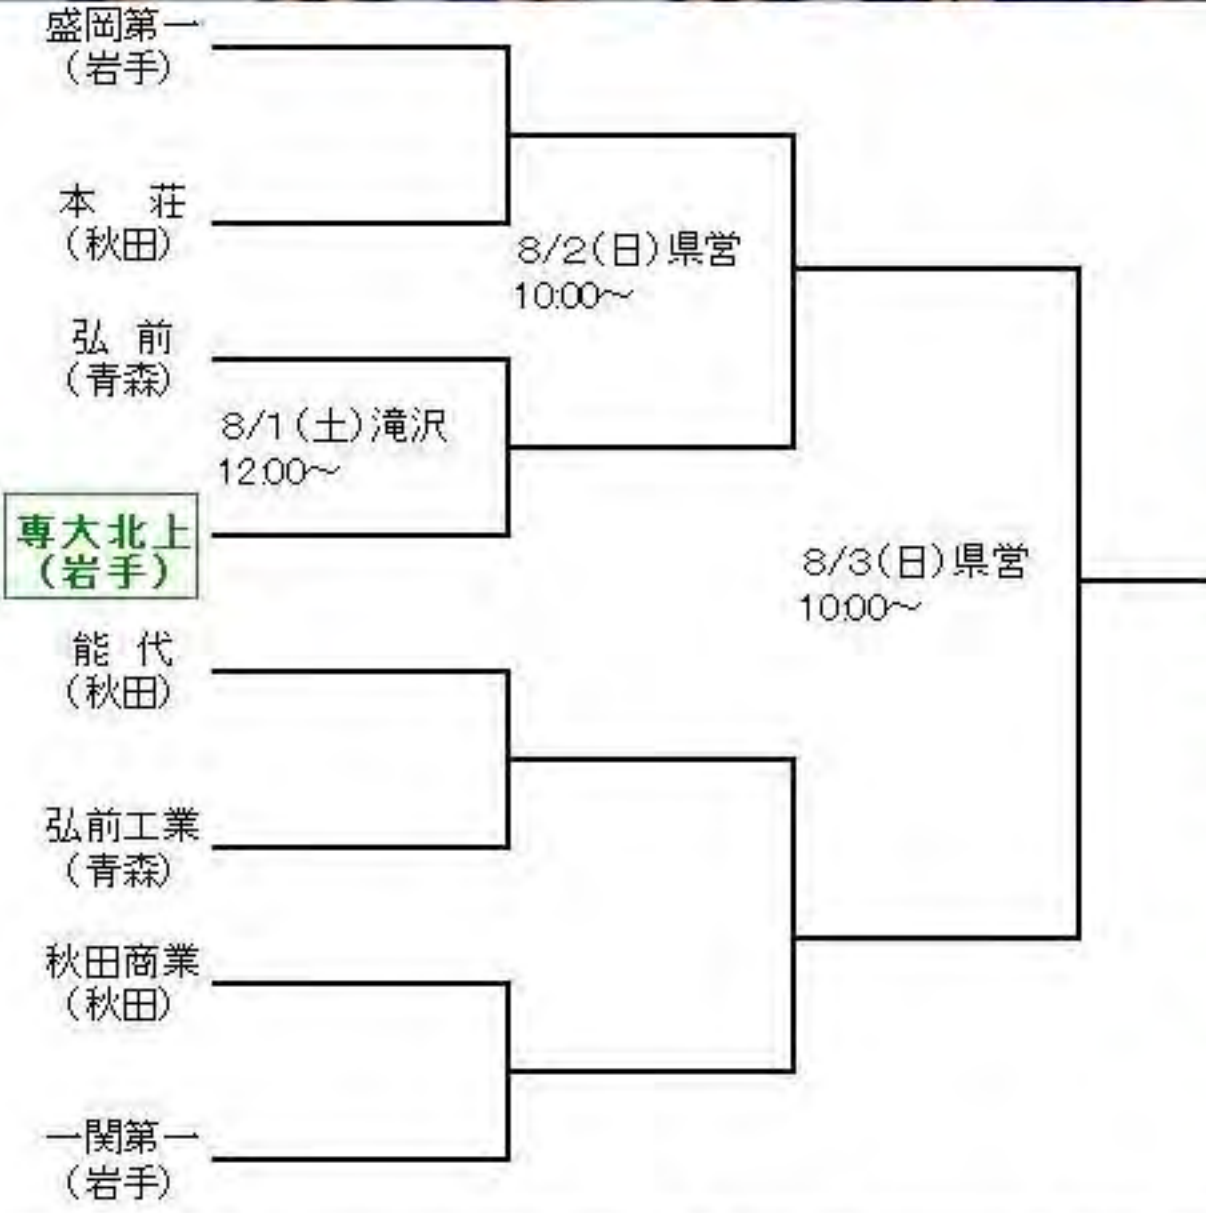 盛岡第一
（岩手）
本　荘
（秋田）
8/2(日)県営
10:00～
弘 前
（青森）
8/1(土)滝沢
12:00～
専大北上
（岩手）
8/3(日)県営
10:00～
能 代
（秋田）
弘前工業
（青森）
秋田商業
（秋田）
一関第一
（岩手）